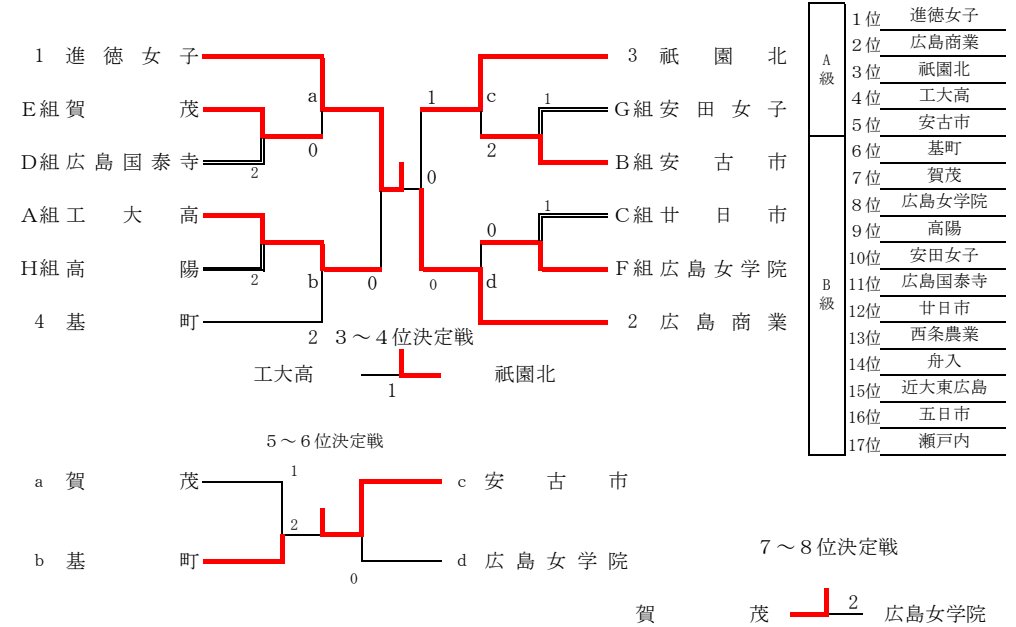 1 進徳女子
E組 賀茂
D組 広島国泰寺
A組 工大高
H組 高陽
4 基町
a
0
2
2
b
0
2
3 祇園北
G組 安田女子
B組 安古市
C組 廿日市
F組 広島女学院
2 広島商業
1
c
1
2
0
1
0
0
d
3～4位決定戦
工大高 1 祇園北
5～6位決定戦
a 賀茂
1
b 基町
2
c 安古市
0
d 広島女学院
7～8位決定戦
賀茂 2 広島女学院
A級
1位 進徳女子
2位 広島商業
3位 祇園北
4位 工大高
5位 安古市
B級
6位 基町
7位 賀茂
8位 広島女学院
9位 高陽
10位 安田女子
11位 広島国泰寺
12位 廿日市
13位 西条農業
14位 舟入
15位 近大東広島
16位 五日市
17位 瀬戸内